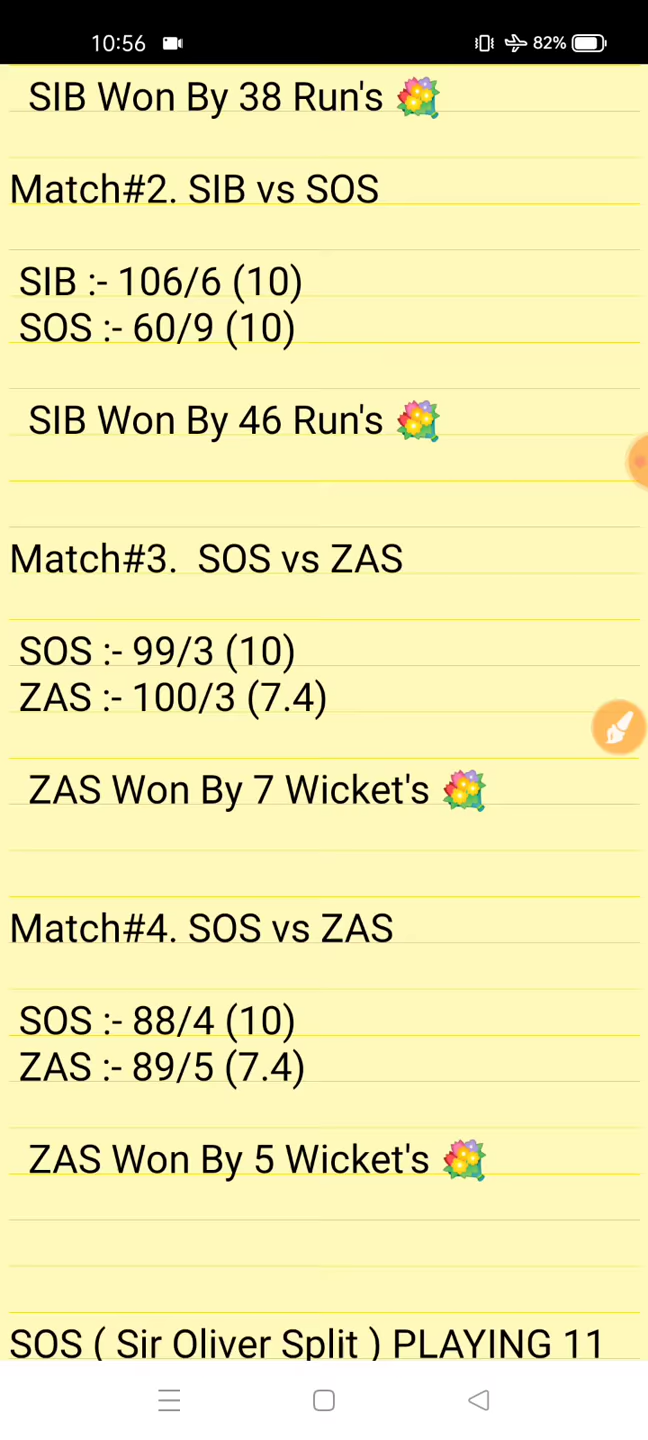 10:56 82%
SIB Won By 38 Run's 💐
Match#2. SIB vs SOS
SIB :- 106/6 (10)
SOS :- 60/9 (10)
SIB Won By 46 Run's 💐
Match#3.  SOS vs ZAS
SOS :- 99/3 (10)
ZAS :- 100/3 (7.4)
ZAS Won By 7 Wicket's 💐
Match#4. SOS vs ZAS
SOS :- 88/4 (10)
ZAS :- 89/5 (7.4)
ZAS Won By 5 Wicket's 💐
SOS ( Sir Oliver Split ) PLAYING 11